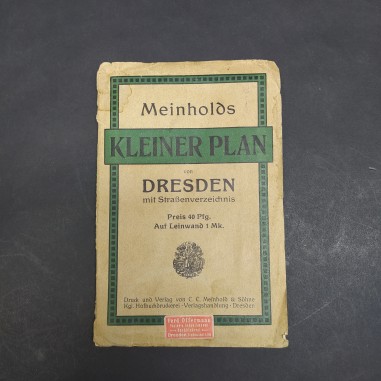 Meinholds
KLEINER PLAN
von
DRESDEN
mit Straßenverzeichnis
Preis 40 Pfg.
Auf Leinwand 1 Mk.
Druck und Verlag von C. C. Meinhold & Söhne
Kgl. Hofbuchdruckerei · Verlagshandlung · Dresden